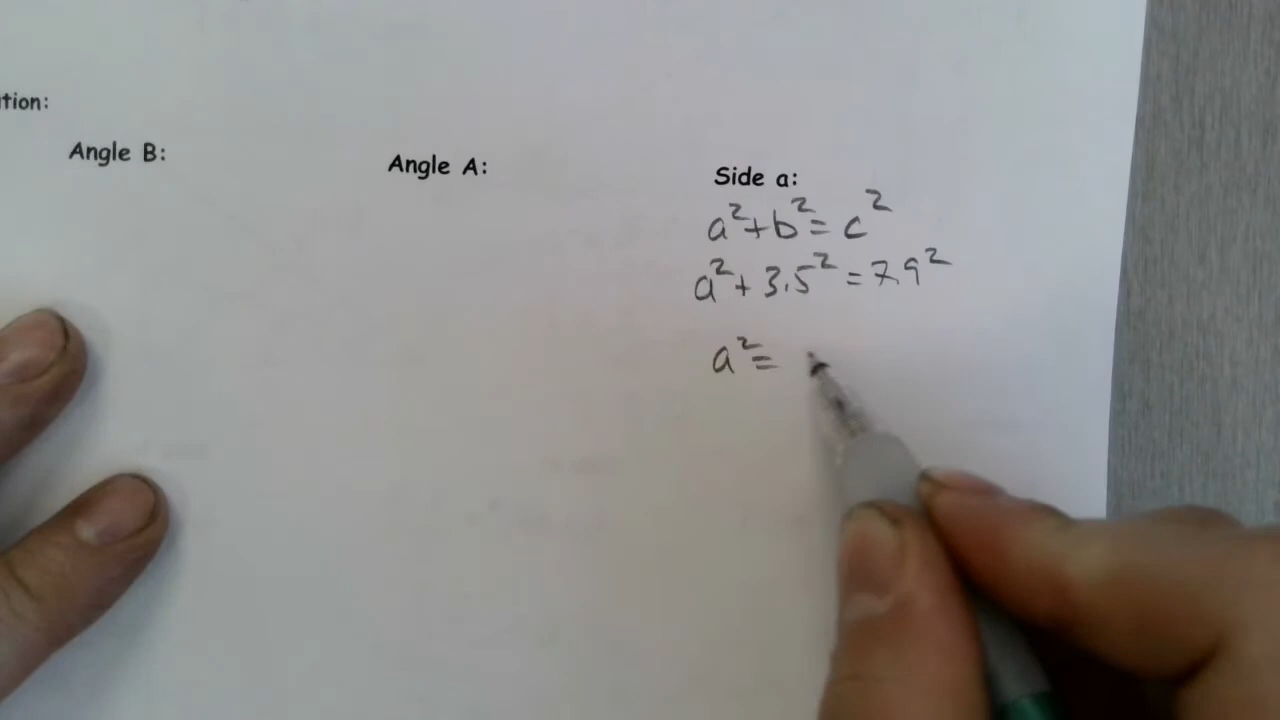 tion:
Angle B:
Angle A:
Side a:
a²+b²=c²
a²+3.5²=7.9²
a²=